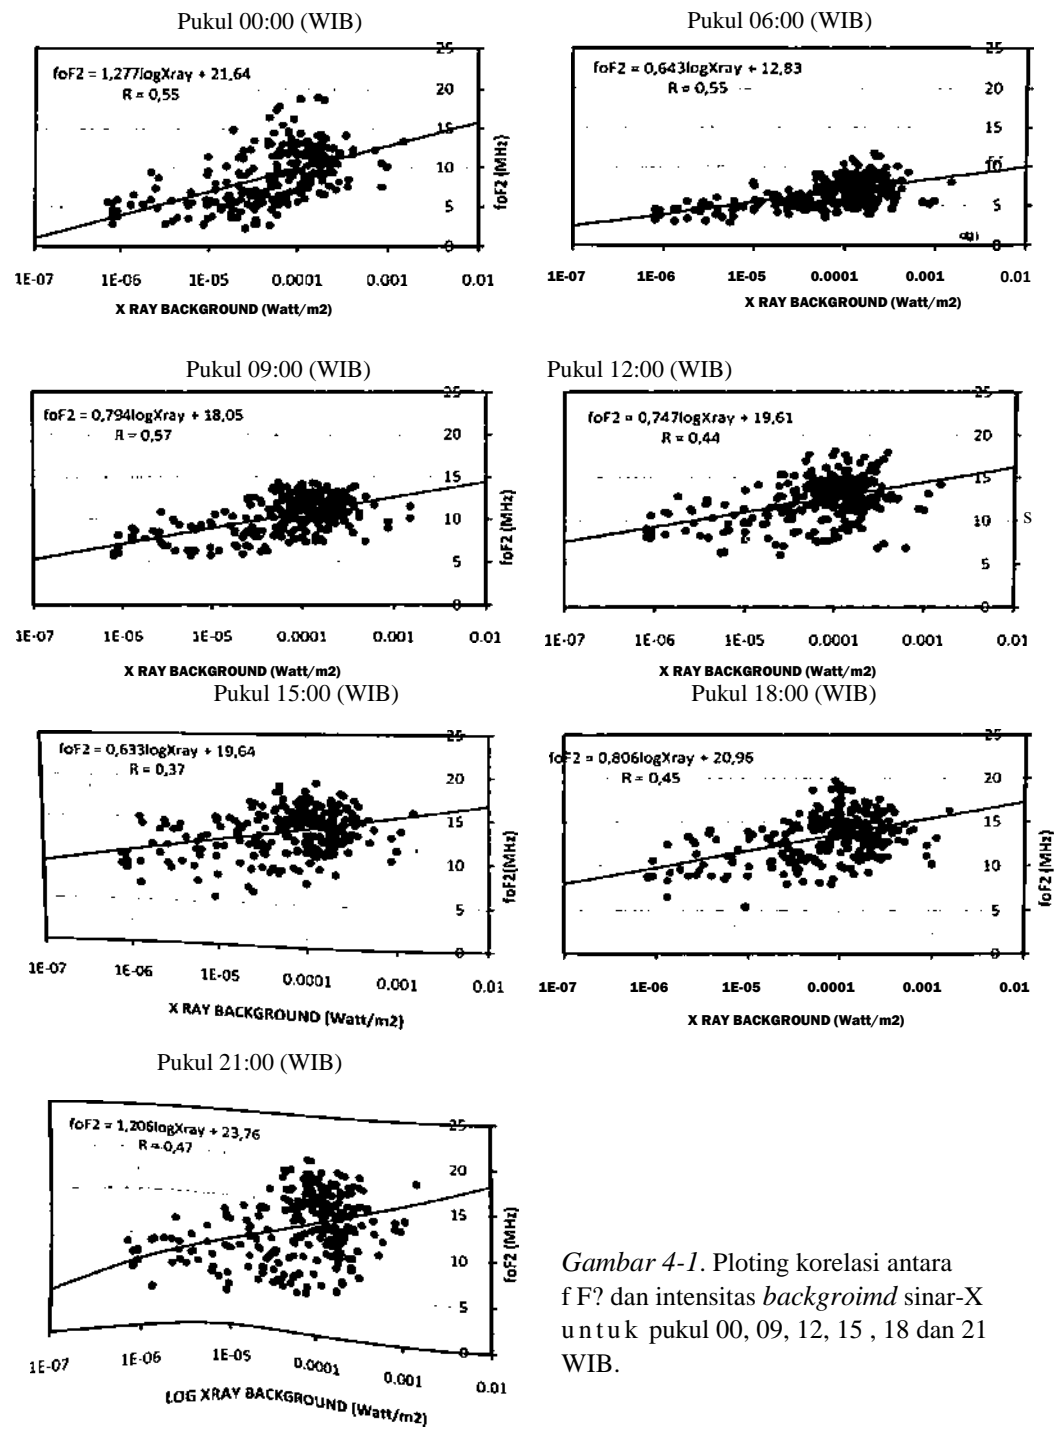 Pukul 00:00 (WIB)
foF2 = 1,277logXray + 21,64
R = 0,55
25
20
15
10
5
0
foF2 (MHz)
1E-07 1E-06 1E-05 0.0001 0.001 0.01
X RAY BACKGROUND (Watt/m2)
Pukul 06:00 (WIB)
foF2 = 0,643logXray + 12,83
R = 0,55
25
20
15
10
5
0
1E-07 1E-06 1E-05 0.0001 0.001 0.01
X RAY BACKGROUND (Watt/m2)
Pukul 09:00 (WIB)
foF2 = 0,794logXray + 18,05
R = 0,57
25
20
15
10
5
0
foF2 (MHz)
1E-07 1E-06 1E-05 0.0001 0.001 0.01
X RAY BACKGROUND (Watt/m2)
Pukul 12:00 (WIB)
foF2 = 0,747logXray + 19,61
R = 0,44
25
20
15
10
5
0
S
1E-07 1E-06 1E-05 0.0001 0.001 0.01
X RAY BACKGROUND (Watt/m2)
Pukul 15:00 (WIB)
foF2 = 0,633logXray + 19,64
R = 0,37
25
20
15
10
5
0
foF2(MHz)
1E-07 1E-06 1E-05 0.0001 0.001 0.01
X RAY BACKGROUND (Watt/m2)
Pukul 18:00 (WIB)
foF2 = 0,806logXray + 20,96
R = 0,45
25
20
15
10
5
0
foF2 (MHz)
1E-07 1E-06 1E-05 0.0001 0.001 0.01
X RAY BACKGROUND (Watt/m2)
Pukul 21:00 (WIB)
foF2 = 1,206logXray + 23,76
R = 0,47
25
20
15
10
5
0
foF2 (MHz)
1E-07 1E-06 1E-05 0.0001 0.001 0.01
LOG XRAY BACKGROUND (Watt/m2)
Gambar 4-1. Ploting korelasi antara
f F? dan intensitas backgroimd sinar-X
untuk pukul 00, 09, 12, 15 , 18 dan 21
WIB.